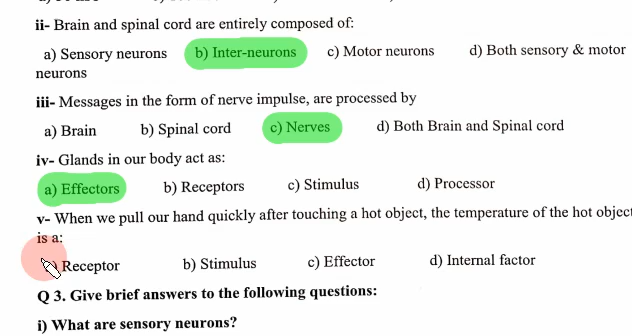 ii- Brain and spinal cord are entirely composed of:
a) Sensory neurons b) Inter-neurons c) Motor neurons d) Both sensory & motor
neurons
iii- Messages in the form of nerve impulse, are processed by
a) Brain b) Spinal cord c) Nerves d) Both Brain and Spinal cord
iv- Glands in our body act as:
a) Effectors b) Receptors c) Stimulus d) Processor
v- When we pull our hand quickly after touching a hot object, the temperature of the hot object
is a:
) Receptor b) Stimulus c) Effector d) Internal factor
Q 3. Give brief answers to the following questions:
i) What are sensory neurons?